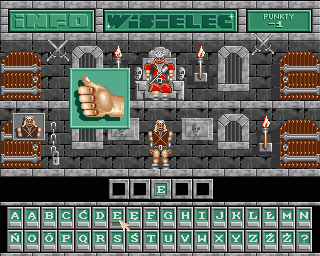 INFO WISIELEC PUNKTY
-1
E
A Ą B C Ć D E Ę F G H I J K L Ł M N
Ń O Ó P Q R S Ś T U V W X Y Z Ź Ż ?